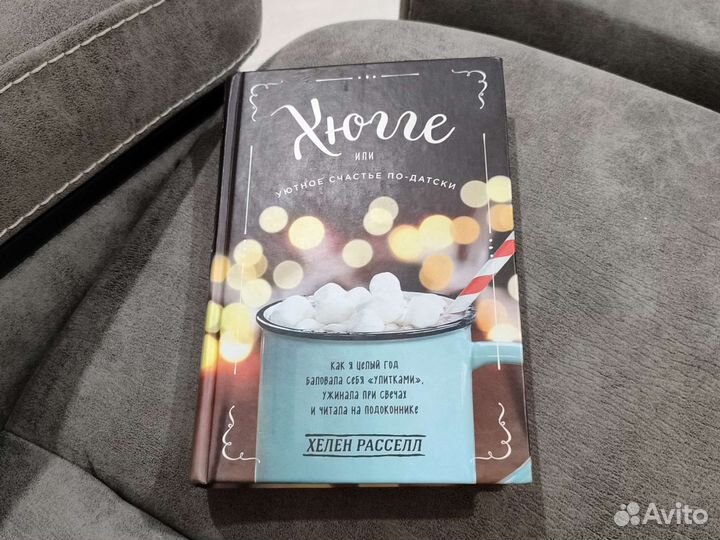 Хюгге
или
уютное счастье по-датски
как я целый год
баловала себя «улитками»,
ужинала при свечах
и читала на подоконнике
Хелен Расселл
Avito